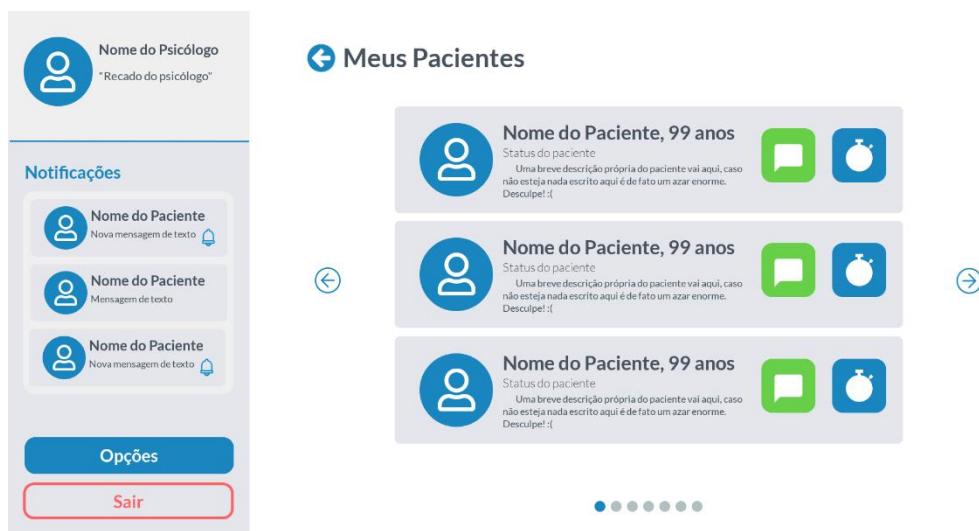 Nome do Psicólogo
"Recado do psicólogo"
Notificações
Nome do Paciente
Nova mensagem de texto
Nome do Paciente
Mensagem de texto
Nome do Paciente
Nova mensagem de texto
Opções
Sair
Meus Pacientes
Nome do Paciente, 99 anos
Status do paciente
Uma breve descrição própria do paciente vai aqui, caso
não esteja nada escrito aqui é de fato um azar enorme.
Desculpe! :(
Nome do Paciente, 99 anos
Status do paciente
Uma breve descrição própria do paciente vai aqui, caso
não esteja nada escrito aqui é de fato um azar enorme.
Desculpe! :(
Nome do Paciente, 99 anos
Status do paciente
Uma breve descrição própria do paciente vai aqui, caso
não esteja nada escrito aqui é de fato um azar enorme.
Desculpe! :(